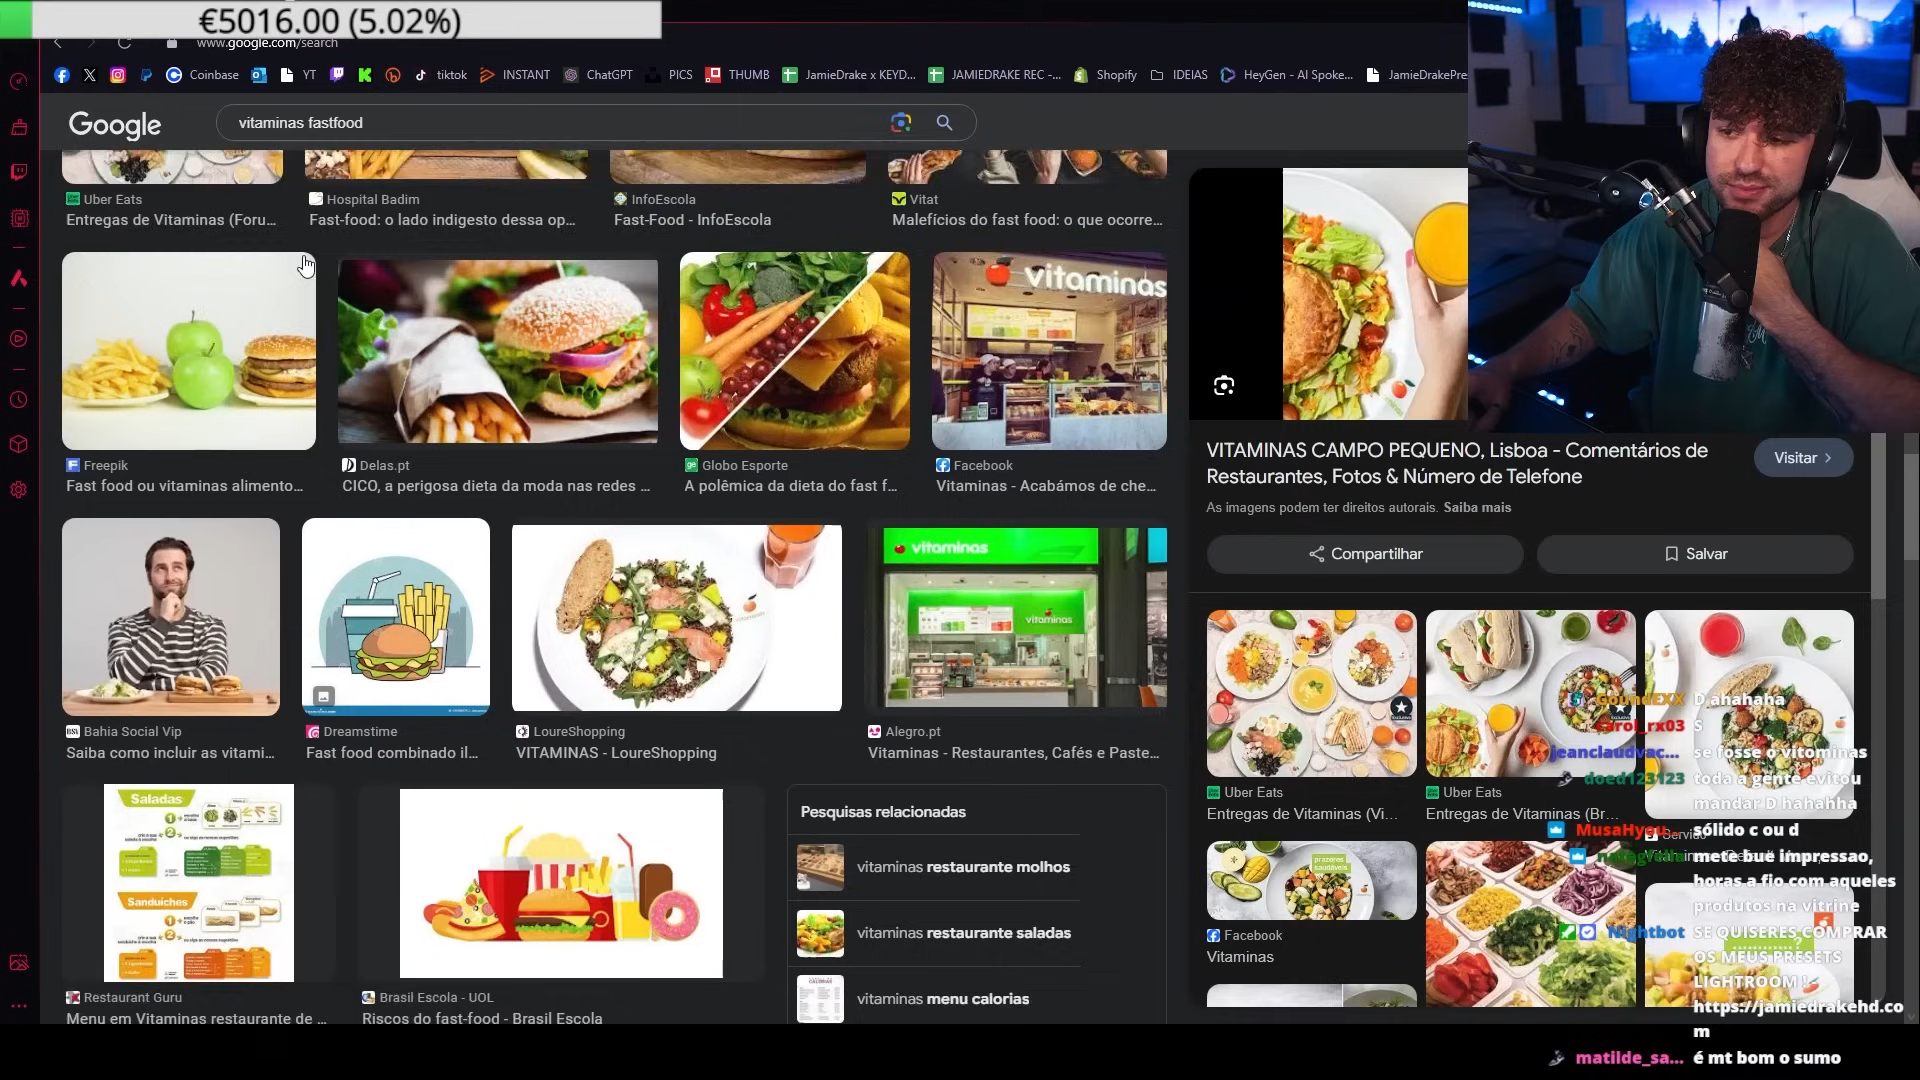 €5016.00 (5.02%)
www.google.com/search
Coinbase
YT
tiktok
INSTANT
ChatGPT
PICS
THUMB
JamieDrake x KEYD...
JAMIEDRAKE REC -...
Shopify
IDEIAS
HeyGen - AI Spoke...
JamieDrakePre
Google
vitaminas fastfood
Uber Eats
Entregas de Vitaminas (Foru...
Hospital Badim
Fast-food: o lado indigesto dessa op...
InfoEscola
Fast-Food - InfoEscola
Vitat
Malefícios do fast food: o que ocorre...
vitaminas
Freepik
Fast food ou vitaminas alimento...
Delas.pt
CICO, a perigosa dieta da moda nas redes ...
Globo Esporte
A polêmica da dieta do fast f...
Facebook
Vitaminas - Acabámos de che...
vitaminas
vitaminas
Bahia Social Vip
Saiba como incluir as vitami...
Dreamstime
Fast food combinado il...
LoureShopping
VITAMINAS - LoureShopping
Alegro.pt
Vitaminas - Restaurantes, Cafés e Paste...
Saladas
Sanduiches
Restaurant Guru
Menu em Vitaminas restaurante de ...
Brasil Escola - UOL
Riscos do fast-food - Brasil Escola
Pesquisas relacionadas
vitaminas restaurante molhos
vitaminas restaurante saladas
vitaminas menu calorias
VITAMINAS CAMPO PEQUENO, Lisboa - Comentários de
Restaurantes, Fotos & Número de Telefone
Visitar
As imagens podem ter direitos autorais. Saiba mais
Compartilhar
Salvar
Uber Eats
Entregas de Vitaminas (Vi...
Uber Eats
Entregas de Vitaminas (Br...
prazeres
saudáveis
Facebook
Vitaminas
GoundEXX D ahahaha
carol_rx03 S
jeanclaudvac... se fosse o vitominas
doed123123 toda a gente evitou
mandar D hahahha
MusaHyou... sólido c ou d
mete bue impressao,
horas a fio com aqueles
produtos na vitrine
Nightbot SE QUISERES COMPRAR
OS MEUS PRESETS
LIGHTROOM !
https://jamiedrakehd.co
m
matilde_sa... é mt bom o sumo